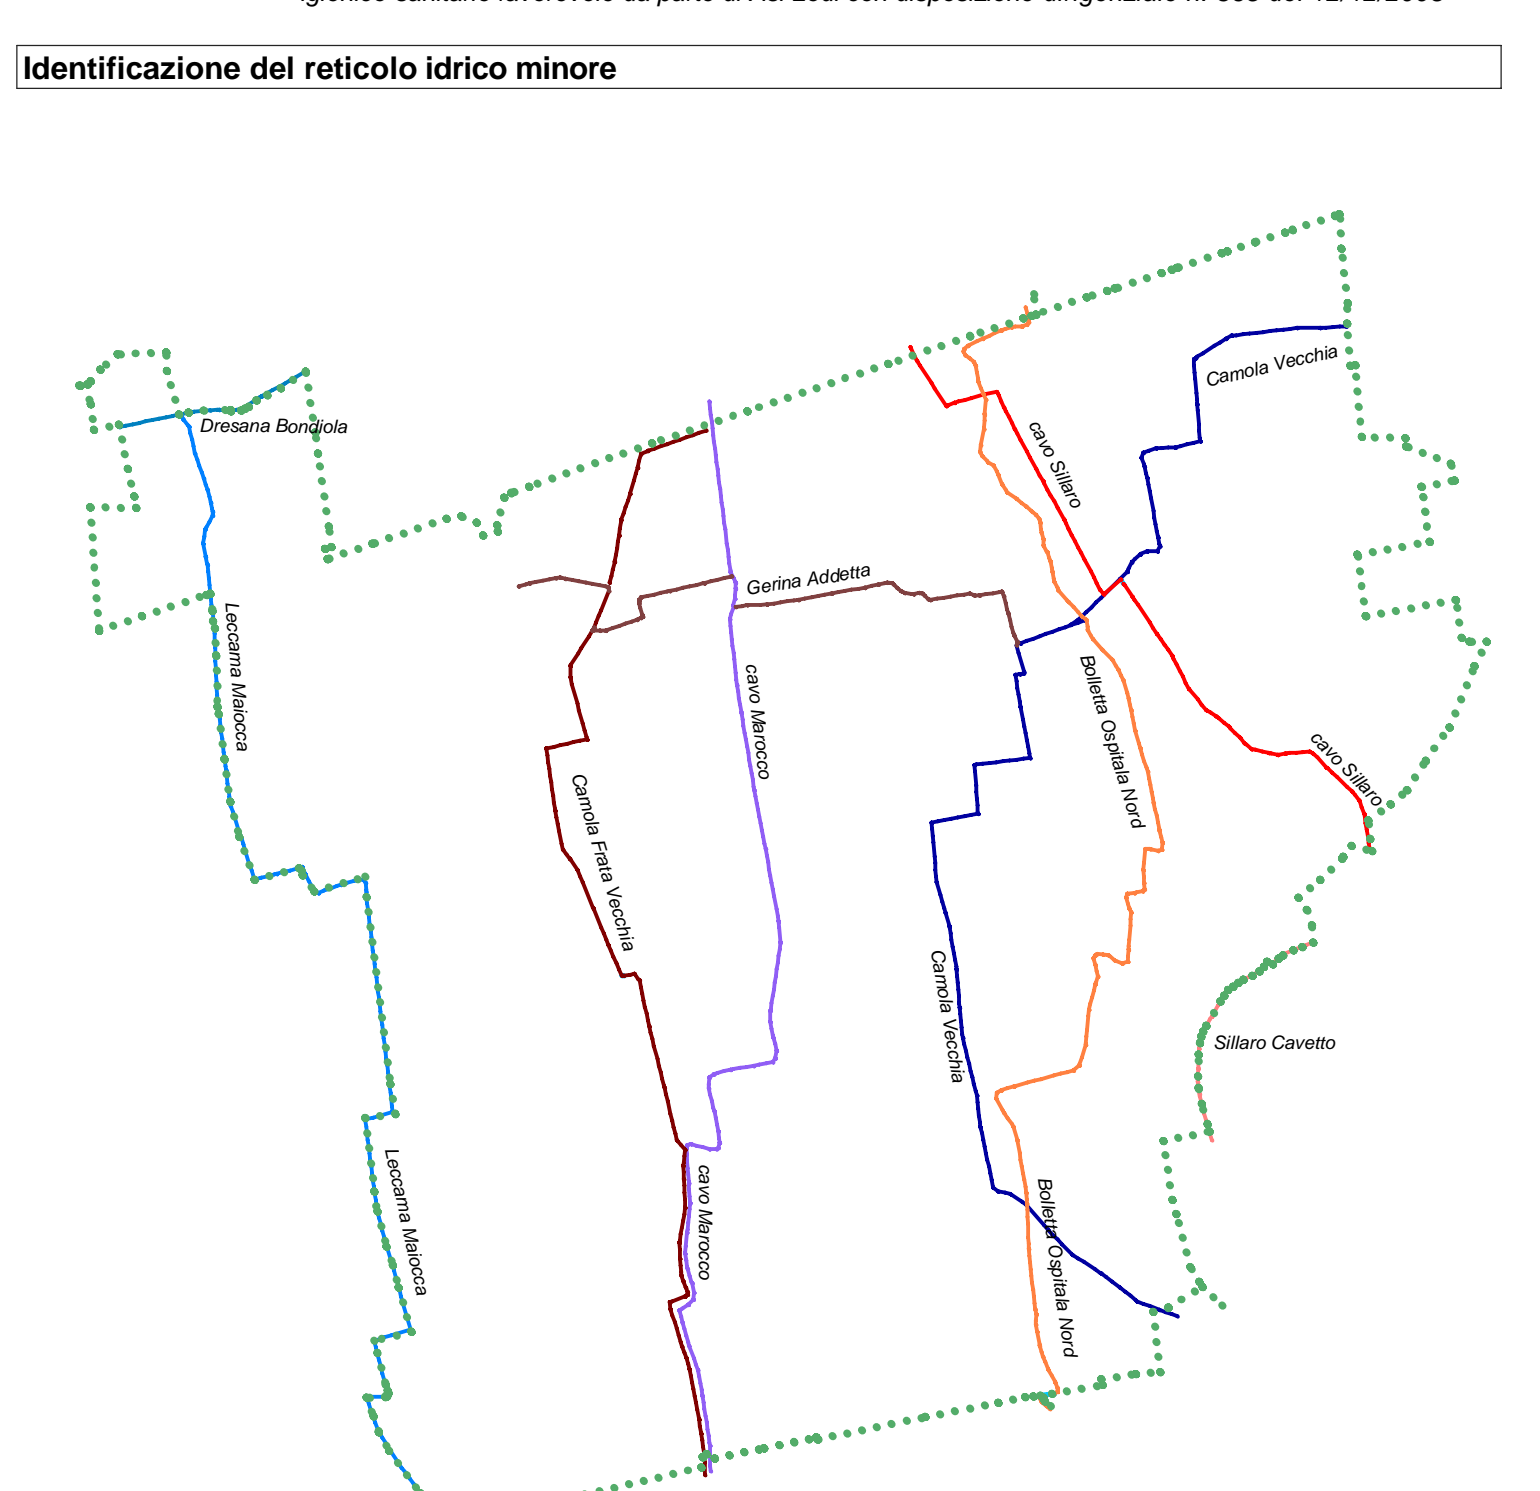 Identificazione del reticolo idrico minore
Camola Vecchia
Dresana Bondiola
cavo Sillaro
Gerina Addetta
Leccama Maiocca
cavo Marocco
Bolletta Ospitala Nord
cavo Sillaro
Camola Frata Vecchia
Camola Vecchia
Sillaro Cavetto
Leccama Maiocca
cavo Marocco
Bolletta Ospitala Nord